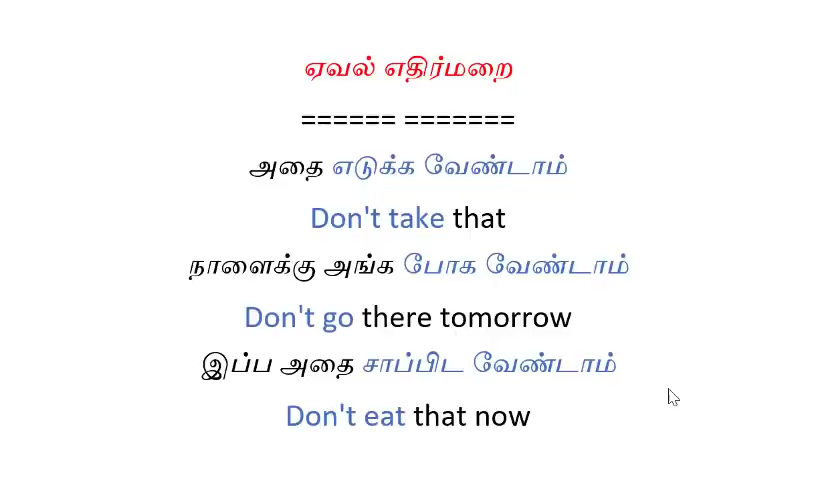 ஏவல் எதிர்மறை
====== =======
அதை எடுக்க வேண்டாம்
Don't take that
நாளைக்கு அங்க போக வேண்டாம்
Don't go there tomorrow
இப்ப அதை சாப்பிட வேண்டாம்
Don't eat that now